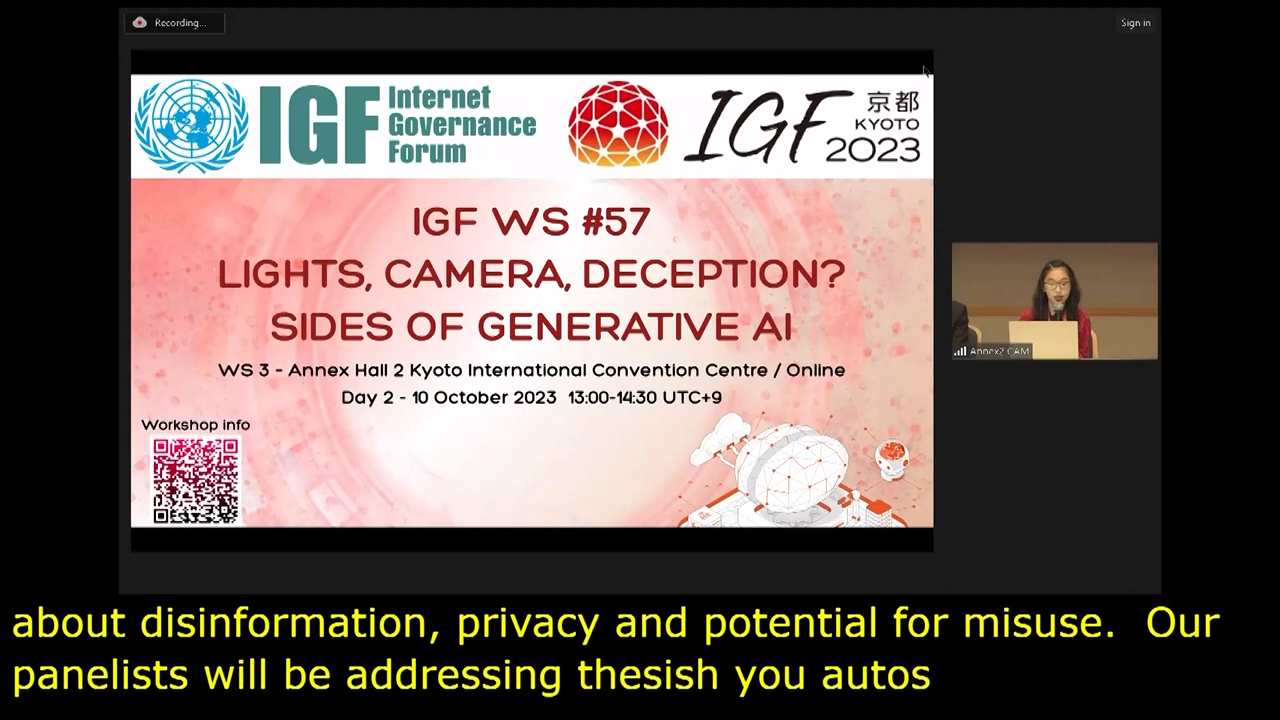 Recording...
Sign in
IGF Internet
Governance
Forum
IGF 京都
KYOTO
2023
IGF WS #57
LIGHTS, CAMERA, DECEPTION?
SIDES OF GENERATIVE AI
WS 3 - Annex Hall 2 Kyoto International Convention Centre / Online
Day 2 - 10 October 2023 13:00-14:30 UTC+9
Workshop info
Annex2 CAM
about disinformation, privacy and potential for misuse. Our
panelists will be addressing thesish you autos